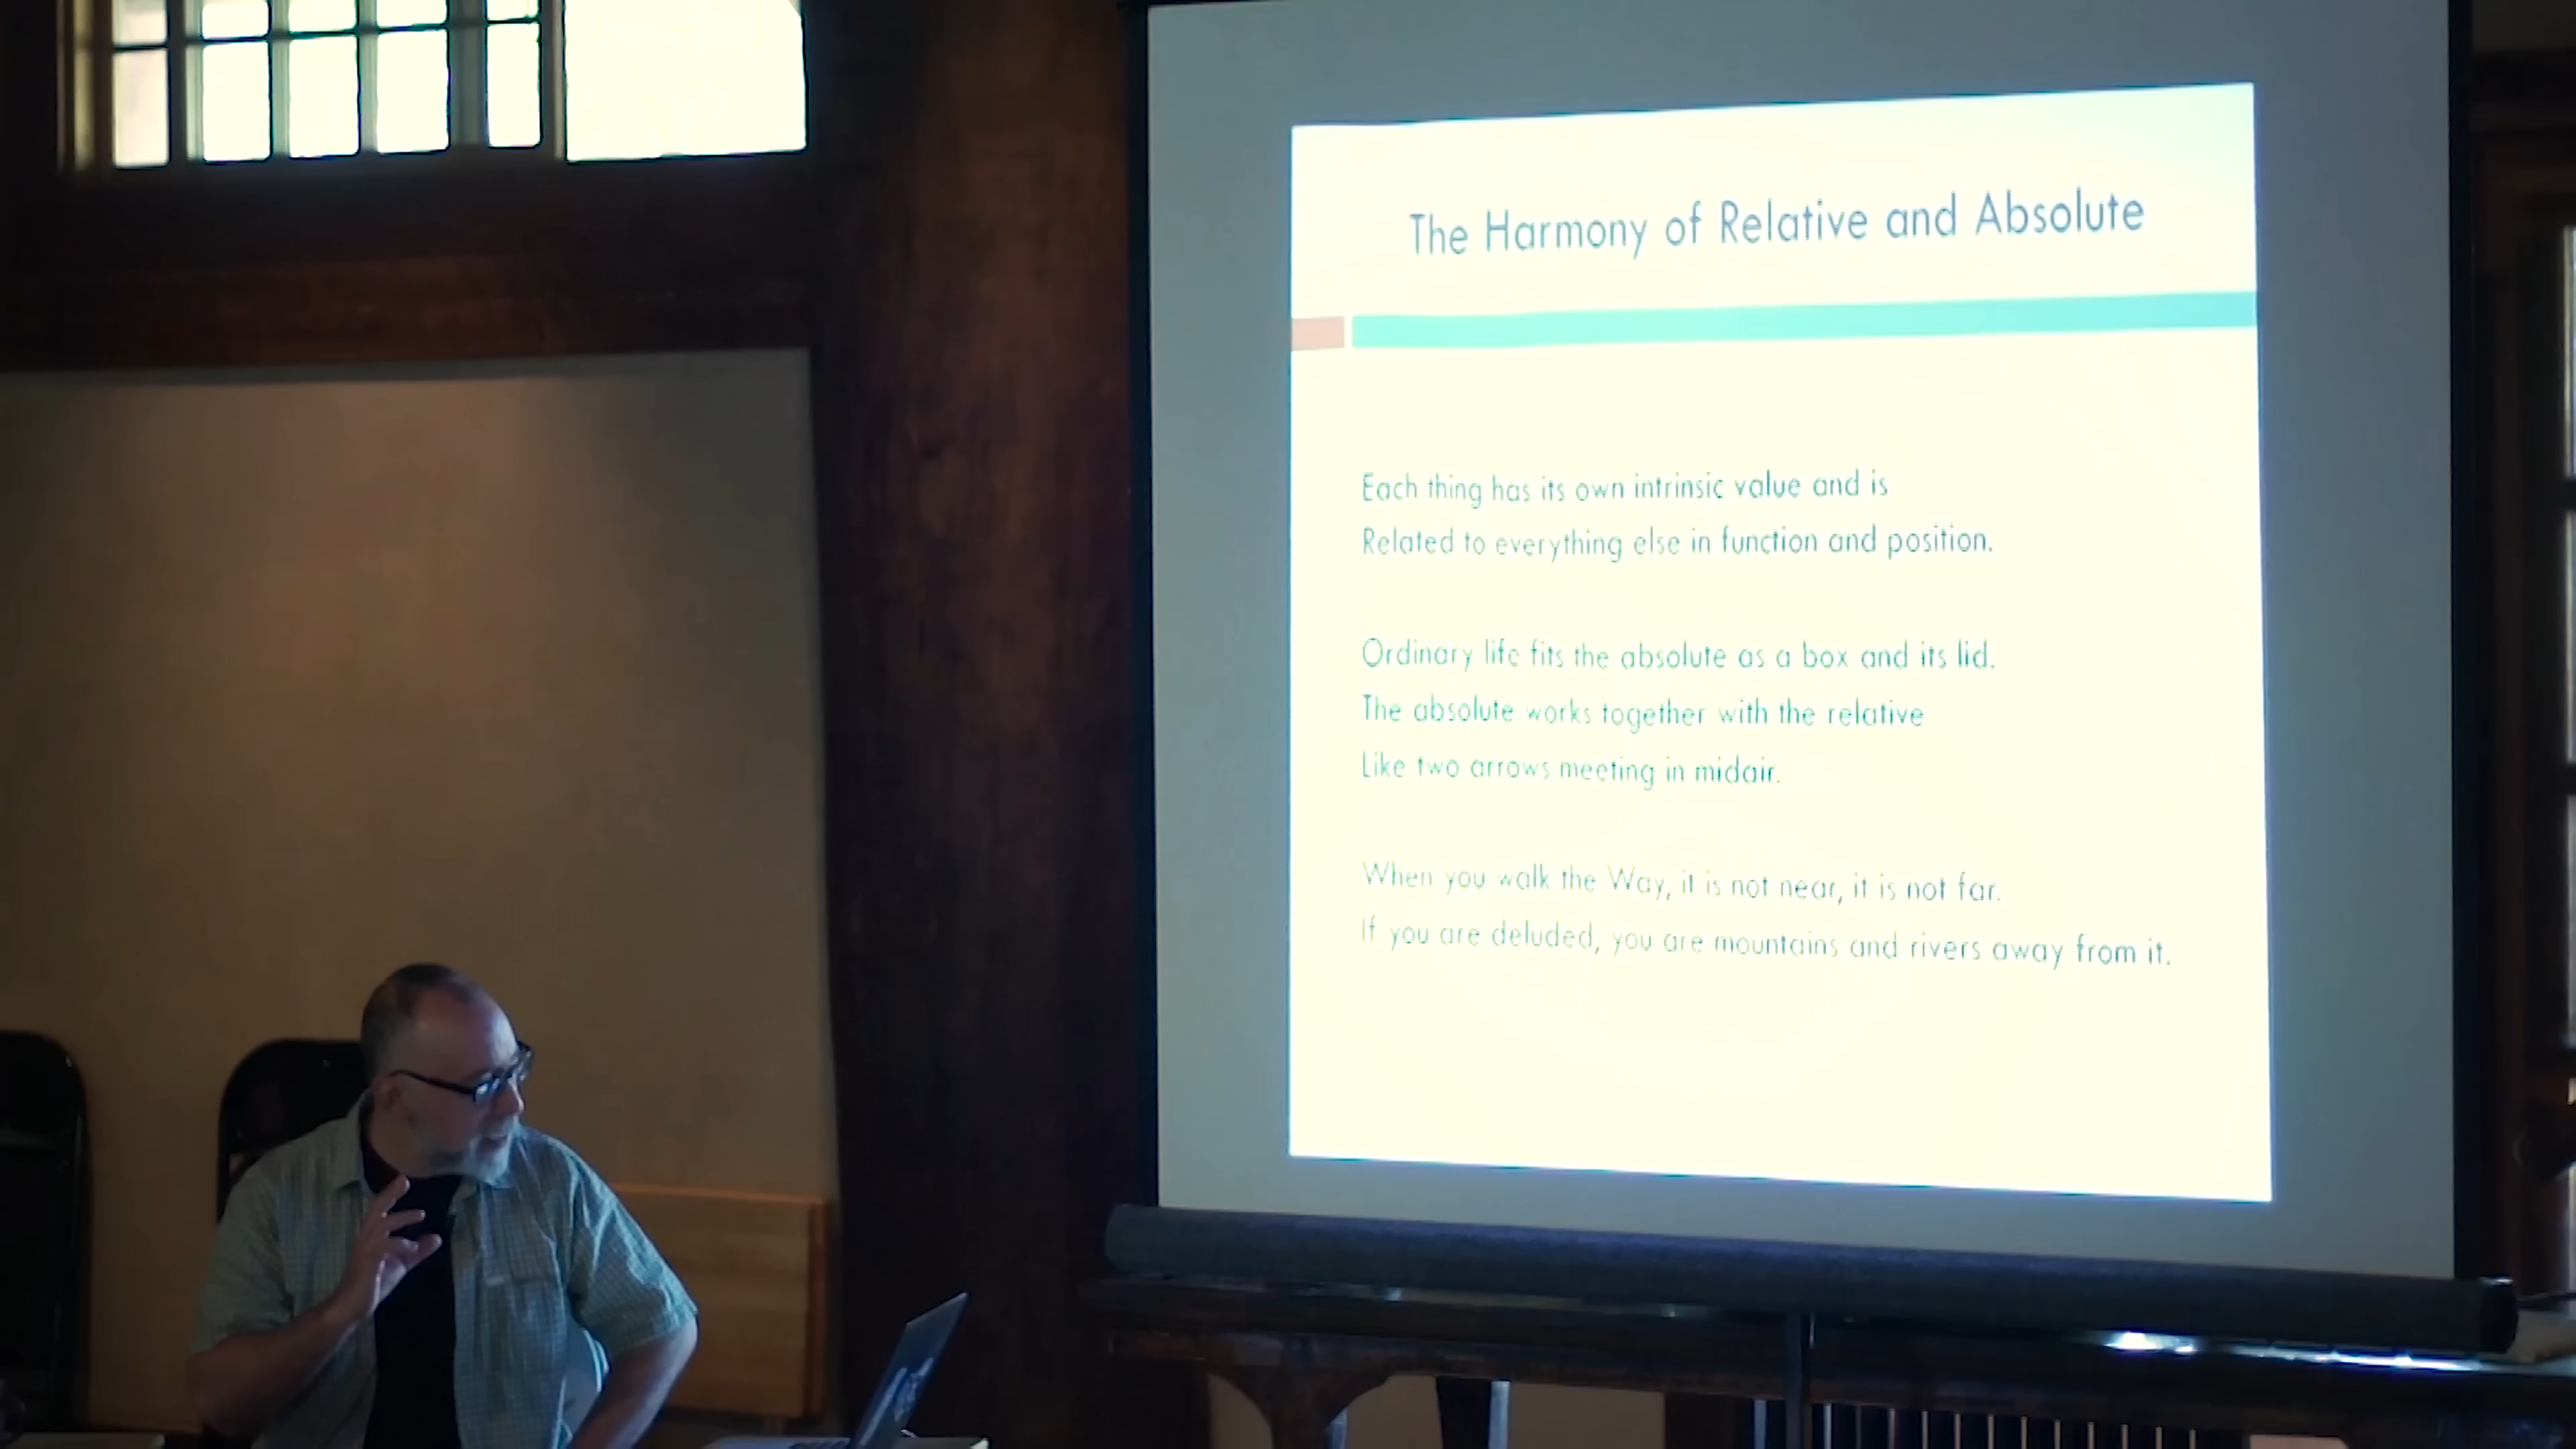 The Harmony of Relative and Absolute
Each thing has its own intrinsic value and is
Related to everything else in function and position.
Ordinary life fits the absolute as a box and its lid.
The absolute works together with the relative
Like two arrows meeting in midair.
When you walk the Way, it is not near, it is not far.
If you are deluded, you are mountains and rivers away from it.